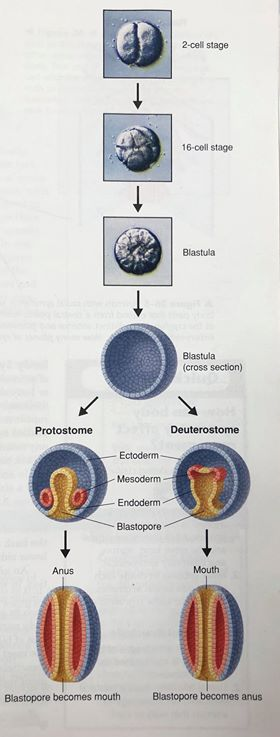 2-cell stage
16-cell stage
Blastula
Blastula
(cross section)
Protostome
Deuterostome
Ectoderm
Mesoderm
Endoderm
Blastopore
Anus
Mouth
Blastopore becomes mouth
Blastopore becomes anus